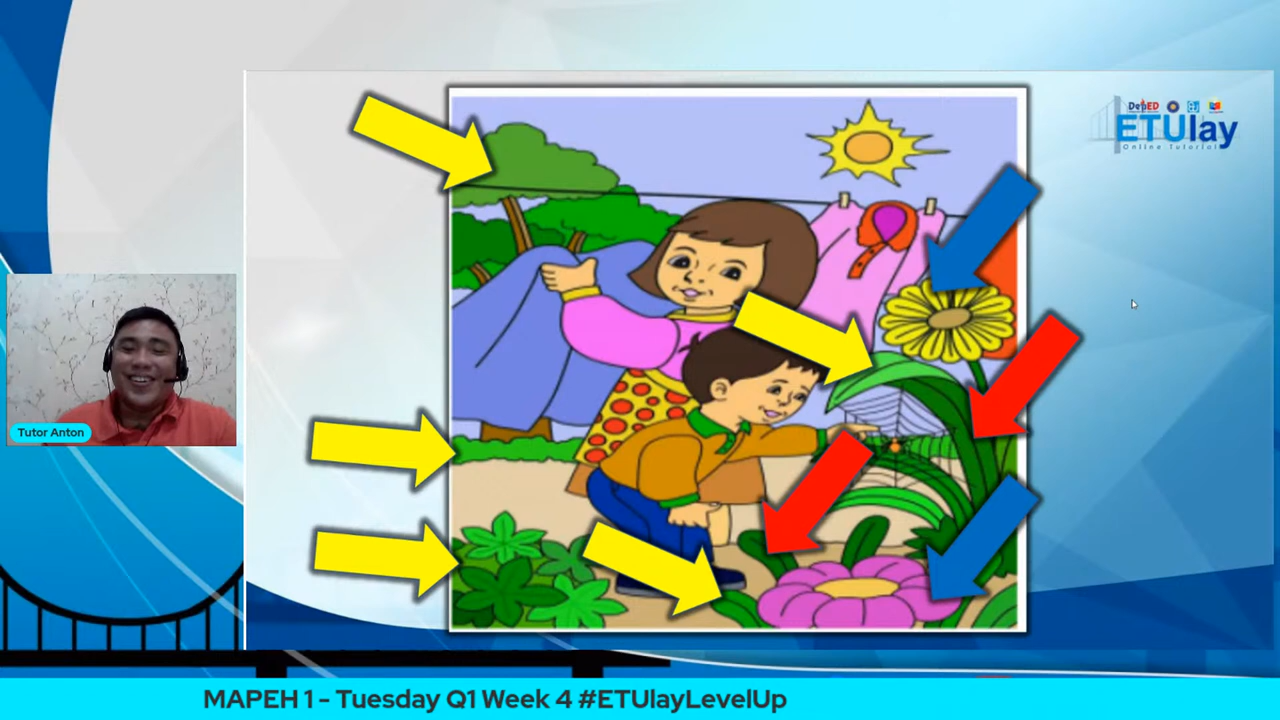 DepED
ETUlay
Online Tutorial
Tutor Anton
MAPEH 1 - Tuesday Q1 Week 4 #ETUlayLevelUp